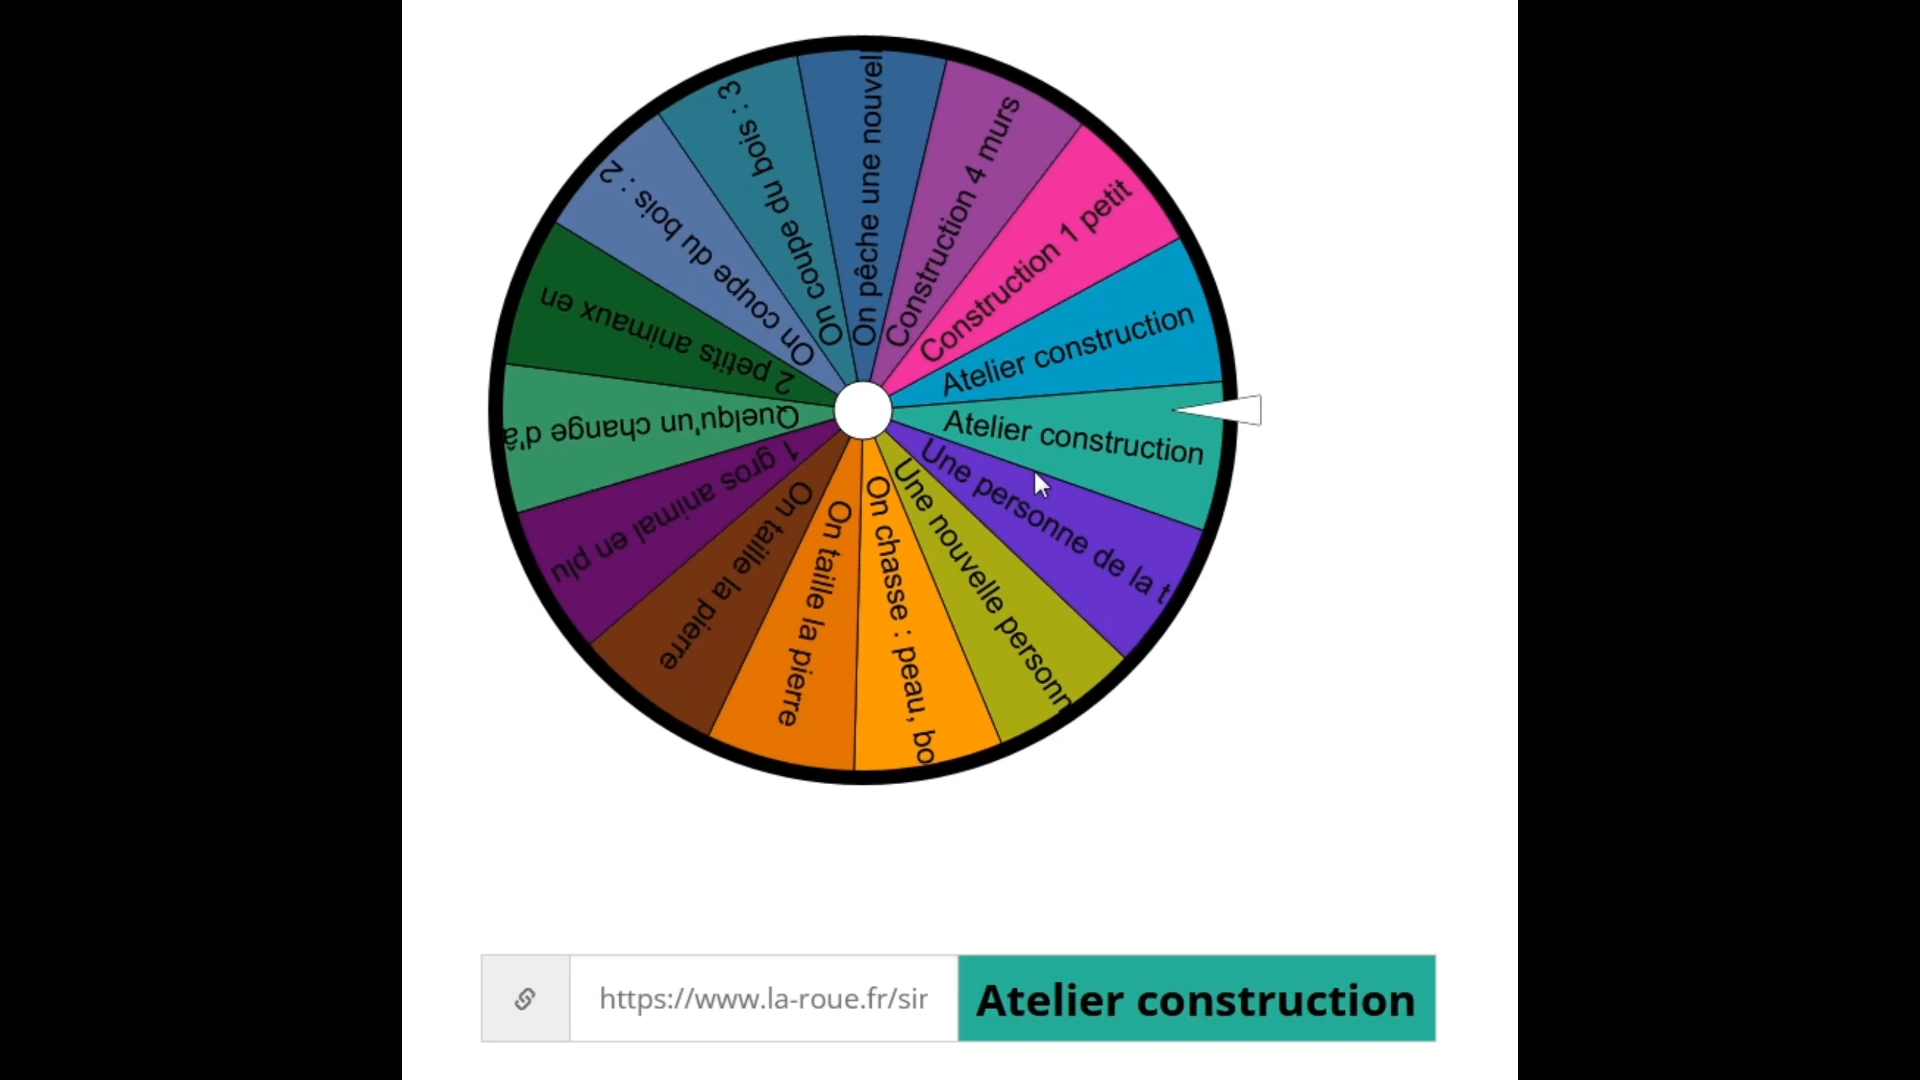 On pêche une nouvel
Construction 4 murs
Construction 1 petit
Atelier construction
Atelier construction
Une personne de la t
Une nouvelle personn
On chasse : peau, bo
On taille la pierre
On taille la pierre
1 gros animal en plu
Quelqu'un change d'â
2 petits animaux en
On coupe du bois : 2
On coupe du bois : 3
https://www.la-roue.fr/sir
Atelier construction